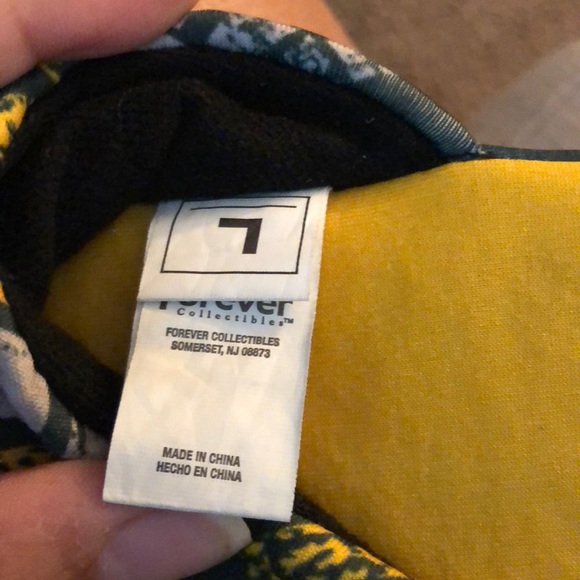 L
Forever
Collectibles™
FOREVER COLLECTIBLES
SOMERSET, NJ 08873
MADE IN CHINA
HECHO EN CHINA